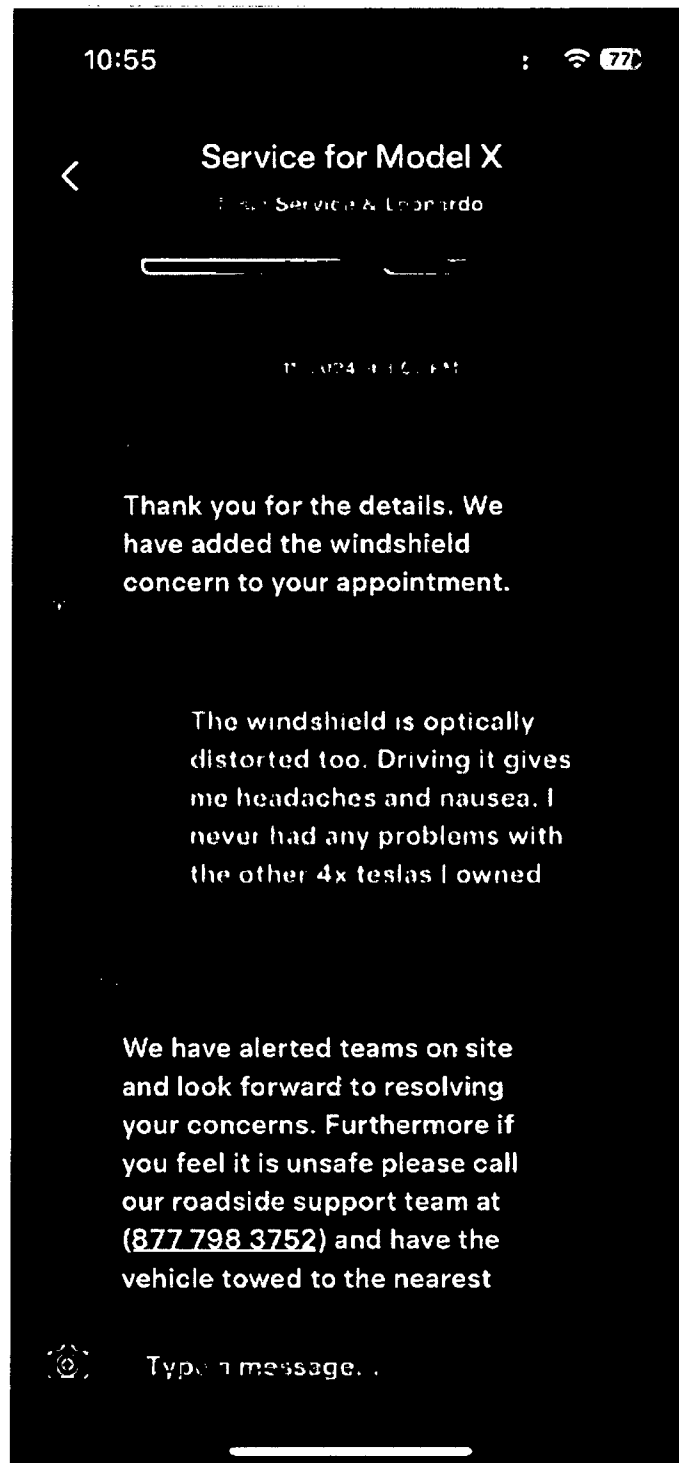 10:55
77
Service for Model X
Service & Leonardo
Thank you for the details. We
have added the windshield
concern to your appointment.
The windshield is optically
distorted too. Driving it gives
me headaches and nausea. I
never had any problems with
the other 4x teslas I owned
We have alerted teams on site
and look forward to resolving
your concerns. Furthermore if
you feel it is unsafe please call
our roadside support team at
(877 798 3752) and have the
vehicle towed to the nearest
Type a message. .